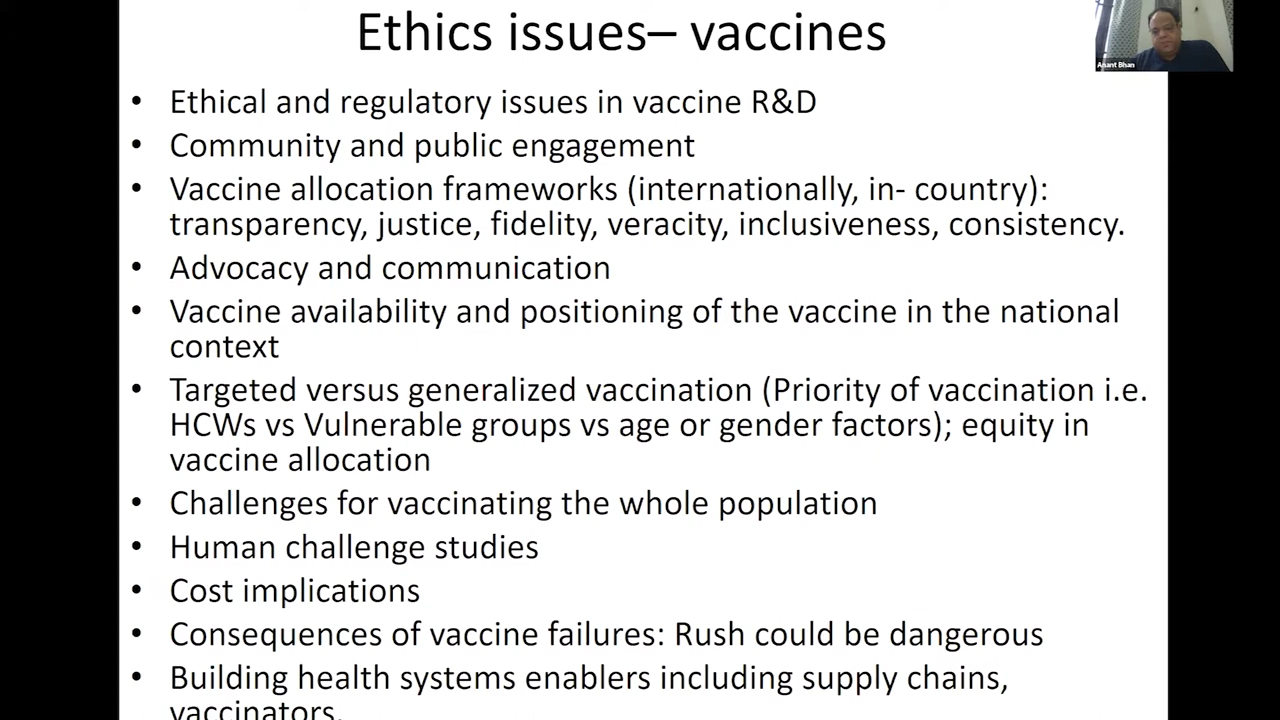 Ethics issues– vaccines
Anant Bhan
• Ethical and regulatory issues in vaccine R&D
• Community and public engagement
• Vaccine allocation frameworks (internationally, in- country):
transparency, justice, fidelity, veracity, inclusiveness, consistency.
• Advocacy and communication
• Vaccine availability and positioning of the vaccine in the national
context
• Targeted versus generalized vaccination (Priority of vaccination i.e.
HCWs vs Vulnerable groups vs age or gender factors); equity in
vaccine allocation
• Challenges for vaccinating the whole population
• Human challenge studies
• Cost implications
• Consequences of vaccine failures: Rush could be dangerous
• Building health systems enablers including supply chains,
vaccinators.